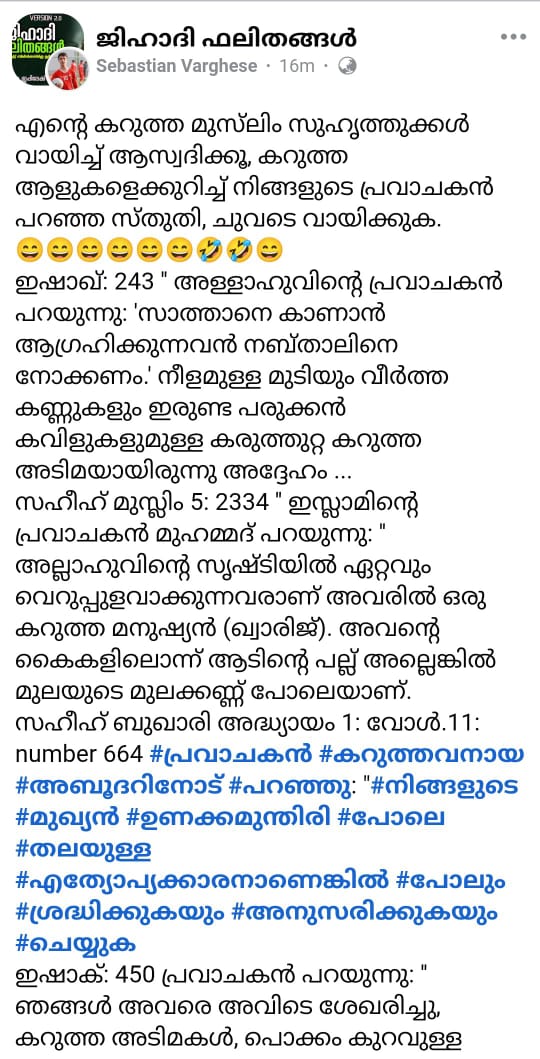 VERSION 2.0
ജിഹാദി ഫലിതങ്ങൾ
Sebastian Varghese · 16m ·
എന്റെ കറുത്ത മുസ്ലിം സുഹൃത്തുക്കൾ
വായിച്ച് ആസ്വദിക്കൂ, കറുത്ത
ആളുകളെക്കുറിച്ച് നിങ്ങളുടെ പ്രവാചകൻ
പറഞ്ഞ സ്തുതി, ചുവടെ വായിക്കുക.
😄😄😄😄😄😄🤣🤣😄
ഇഷാഖ്: 243 " അള്ളാഹുവിന്റെ പ്രവാചകൻ
പറയുന്നു: 'സാത്താനെ കാണാൻ
ആഗ്രഹിക്കുന്നവൻ നബ്താലിനെ
നോക്കണം.' നീളമുള്ള മുടിയും വീർത്ത
കണ്ണുകളും ഇരുണ്ട പരുക്കൻ
കവിളുകളുമുള്ള കരുത്തുറ്റ കറുത്ത
അടിമയായിരുന്നു അദ്ദേഹം ...
സഹീഹ് മുസ്ലിം 5: 2334 " ഇസ്ലാമിന്റെ
പ്രവാചകൻ മുഹമ്മദ് പറയുന്നു: "
അല്ലാഹുവിന്റെ സൃഷ്ടിയിൽ ഏറ്റവും
വെറുപ്പുളവാക്കുന്നവരാണ് അവരിൽ ഒരു
കറുത്ത മനുഷ്യൻ (ഖ്വാരിജ്). അവന്റെ
കൈകളിലൊന്ന് ആടിന്റെ പല്ല് അല്ലെങ്കിൽ
മുലയുടെ മുലക്കണ്ണ് പോലെയാണ്.
സഹീഹ് ബുഖാരി അദ്ധ്യായം 1: വോൾ.11:
number 664 #പ്രവാചകൻ #കറുത്തവനായ
#അബൂദറിനോട് #പറഞ്ഞു: "#നിങ്ങളുടെ
#മുഖ്യൻ #ഉണക്കമുന്തിരി #പോലെ
#തലയുള്ള
#എത്യോപ്യക്കാരനാണെങ്കിൽ #പോലും
#ശ്രദ്ധിക്കുകയും #അനുസരിക്കുകയും
#ചെയ്യുക
ഇഷാക്: 450 പ്രവാചകൻ പറയുന്നു: "
ഞങ്ങൾ അവരെ അവിടെ ശേഖരിച്ചു,
കറുത്ത അടിമകൾ, പൊക്കം കുറവുള്ള